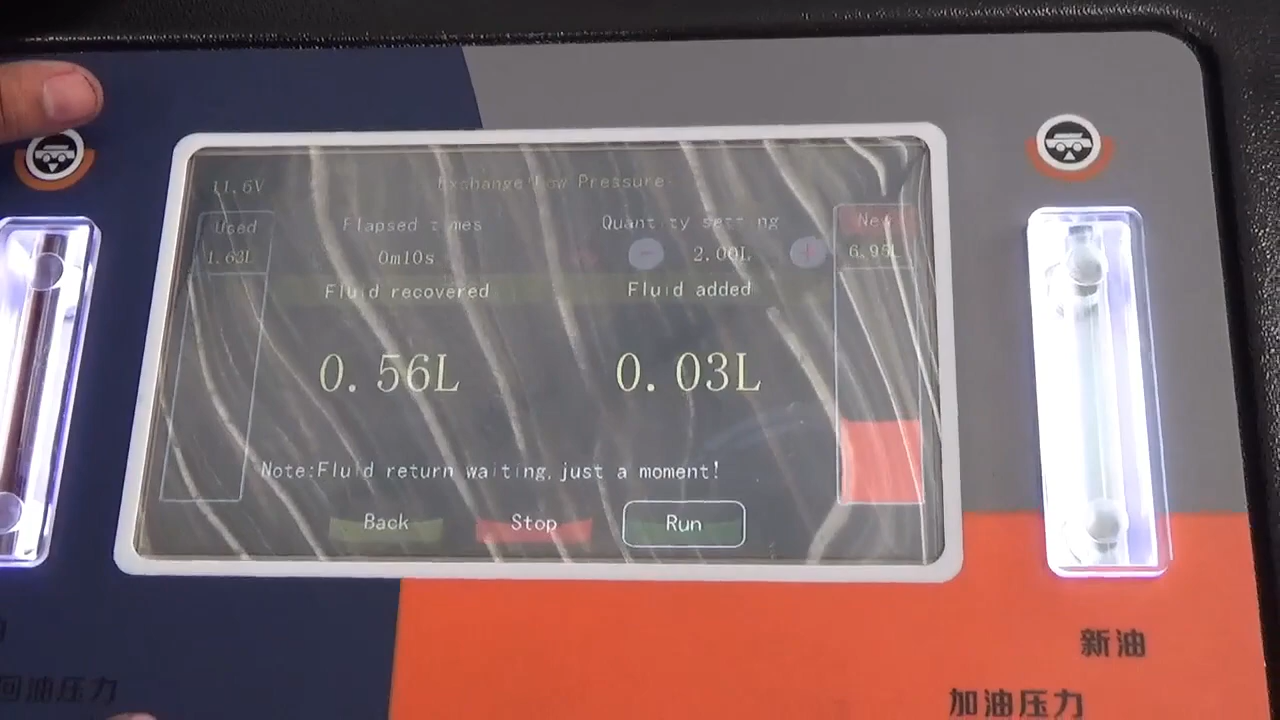 11.6V
Exchange Low Pressure
Used
Elapsed times
Quantity setting
New
1.63L
0m10s
2.00L
6.95L
Fluid recovered
Fluid added
0.56L
0.03L
Note:Fluid return waiting,just a moment!
Back
Stop
Run
新油
回油压力
加油压力